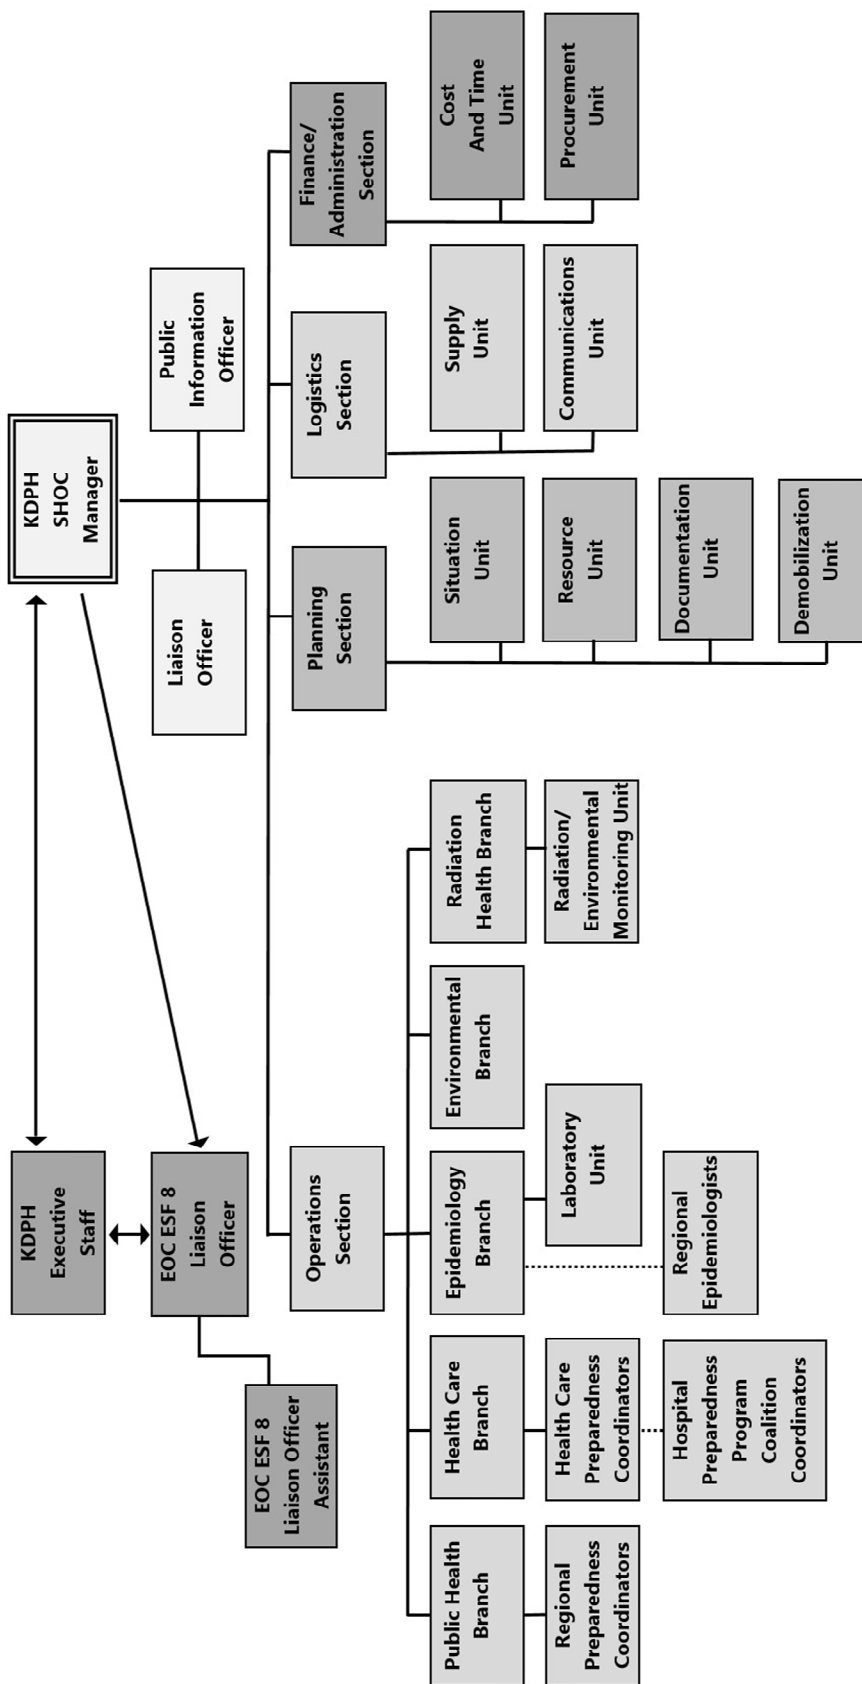 KDPH
Executive
Staff
KDPH
SHOC
Manager
EOC ESF 8
Liaison
Officer
Liaison
Officer
Public
Information
Officer
EOC ESF 8
Liaison Officer
Assistant
Operations
Section
Planning
Section
Logistics
Section
Finance/
Administration
Section
Public Health
Branch
Health Care
Branch
Epidemiology
Branch
Environmental
Branch
Radiation
Health Branch
Situation
Unit
Supply
Unit
Cost
And Time
Unit
Regional
Preparedness
Coordinators
Health Care
Preparedness
Coordinators
Laboratory
Unit
Radiation/
Environmental
Monitoring Unit
Resource
Unit
Communications
Unit
Procurement
Unit
Hospital
Preparedness
Program
Coalition
Coordinators
Regional
Epidemiologists
Documentation
Unit
Demobilization
Unit